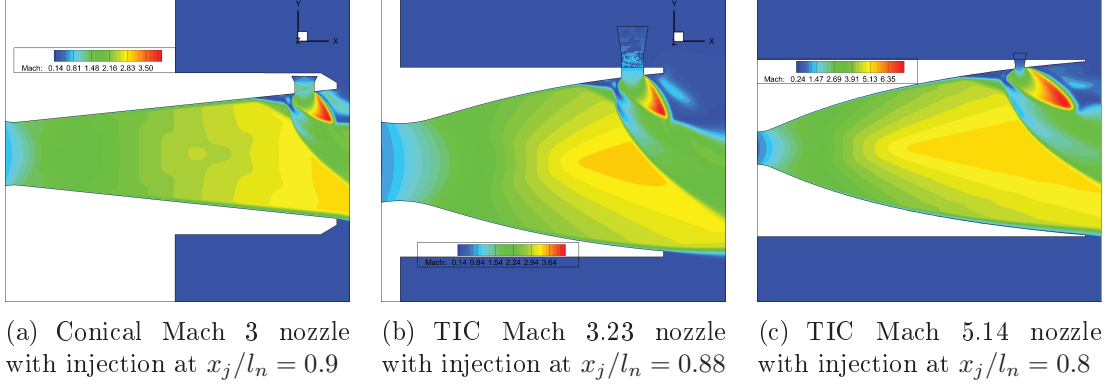 Y
Z
X
Mach: 0.14 0.81 1.48 2.16 2.83 3.50
(a) Conical Mach 3 nozzle
with injection at x_j/l_n = 0.9
Y
Z
X
Mach: 0.14 0.84 1.54 2.24 2.94 3.64
(b) TIC Mach 3.23 nozzle
with injection at x_j/l_n = 0.88
Mach: 0.24 1.47 2.69 3.91 5.13 6.35
(c) TIC Mach 5.14 nozzle
with injection at x_j/l_n = 0.8